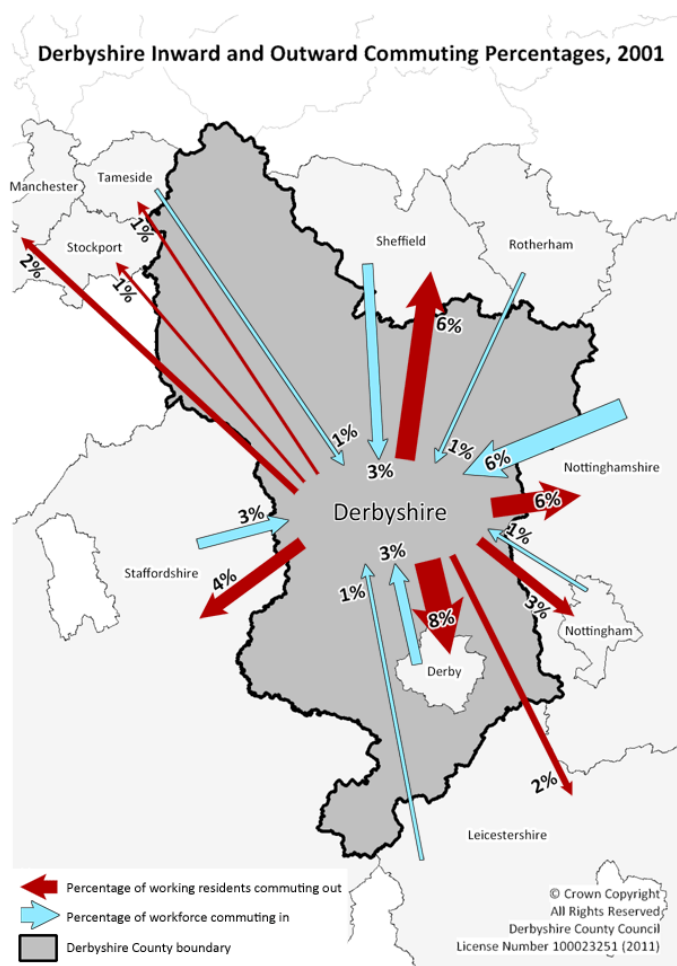 Derbyshire Inward and Outward Commuting Percentages, 2001
Manchester
Tameside
Stockport
Sheffield
Rotherham
1%
2%
1%
6%
1%
3%
1%
6%
Nottinghamshire
6%
Derbyshire
3%
1%
Staffordshire
4%
3%
1%
8%
3%
Nottingham
Derby
2%
Leicestershire
Percentage of working residents commuting out
Percentage of workforce commuting in
Derbyshire County boundary
© Crown Copyright
All Rights Reserved
Derbyshire County Council
License Number 100023251 (2011)